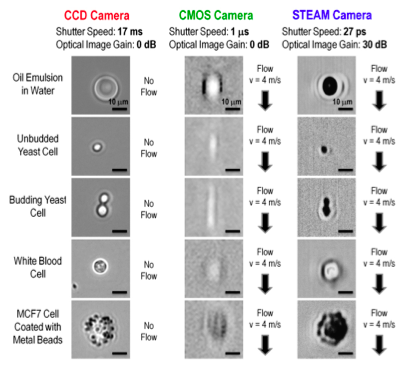 CCD Camera
CMOS Camera
STEAM Camera
Shutter Speed: 17 ms
Shutter Speed: 1 μs
Shutter Speed: 27 ps
Optical Image Gain: 0 dB
Optical Image Gain: 0 dB
Optical Image Gain: 30 dB
Oil Emulsion
in Water
10 μm
No
Flow
10 μm
Flow
v = 4 m/s
10 μm
Flow
v = 4 m/s
Unbudded
Yeast Cell
No
Flow
Flow
v = 4 m/s
Flow
v = 4 m/s
Budding Yeast
Cell
No
Flow
Flow
v = 4 m/s
Flow
v = 4 m/s
White Blood
Cell
No
Flow
Flow
v = 4 m/s
Flow
v = 4 m/s
MCF7 Cell
Coated with
Metal Beads
No
Flow
Flow
v = 4 m/s
Flow
v = 4 m/s